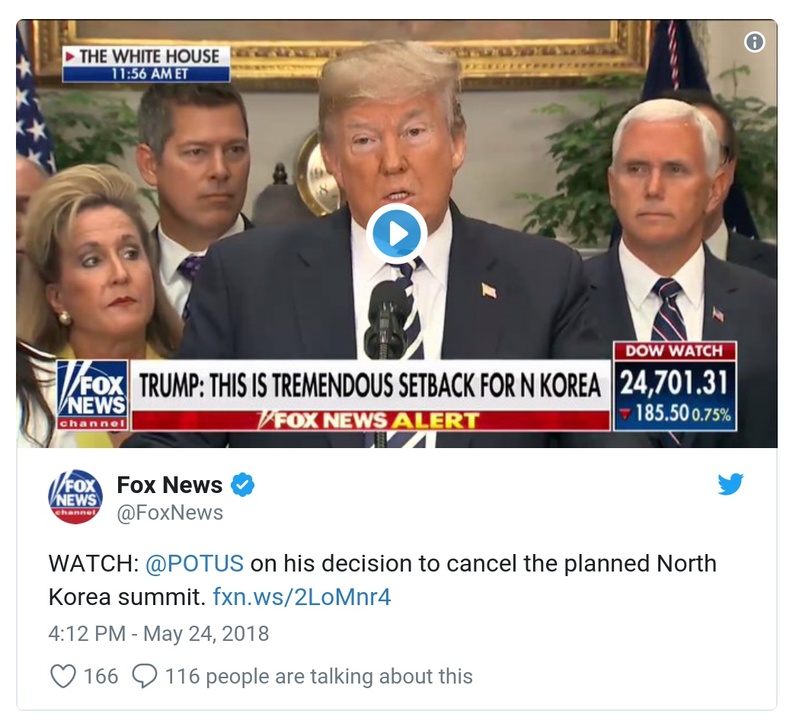 THE WHITE HOUSE
11:56 AM ET
FOX
NEWS
channel
TRUMP: THIS IS TREMENDOUS SETBACK FOR N KOREA
FOX NEWS ALERT
DOW WATCH
24,701.31
185.50 0.75%
FOX
NEWS
channel
Fox News
@FoxNews
WATCH: @POTUS on his decision to cancel the planned North
Korea summit. fxn.ws/2LoMnr4
4:12 PM - May 24, 2018
166 116 people are talking about this